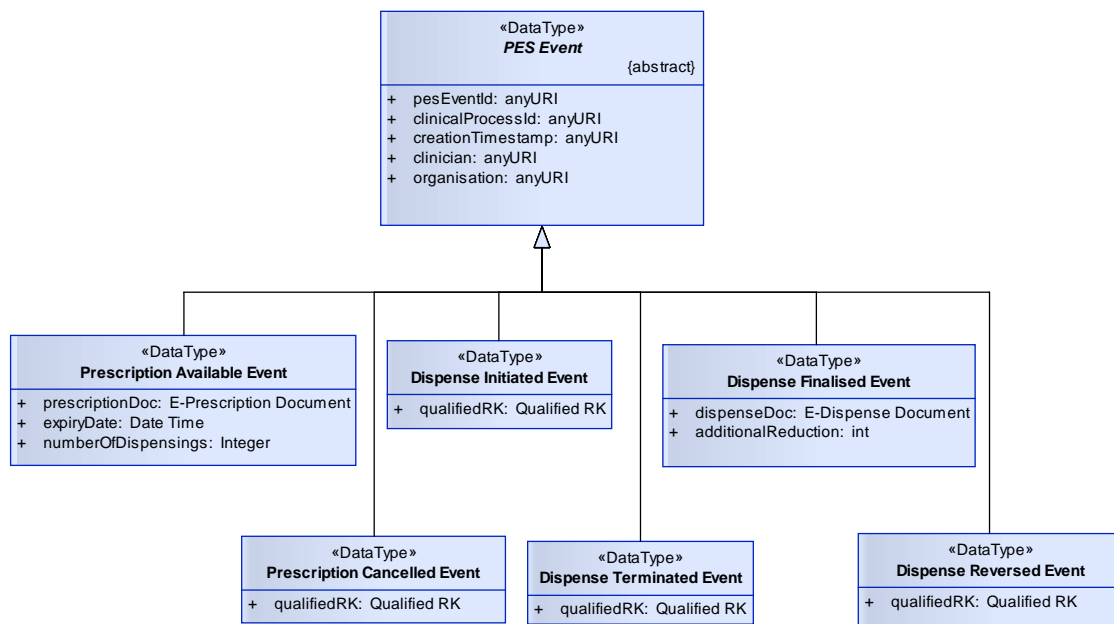 «DataType»
PES Event
{abstract}
+ pesEventId: anyURI
+ clinicalProcessId: anyURI
+ creationTimestamp: anyURI
+ clinician: anyURI
+ organisation: anyURI
«DataType»
Prescription Available Event
+ prescriptionDoc: E-Prescription Document
+ expiryDate: Date Time
+ numberOfDispensings: Integer
«DataType»
Dispense Initiated Event
+ qualifiedRK: Qualified RK
«DataType»
Dispense Finalised Event
+ dispenseDoc: E-Dispense Document
+ additionalReduction: int
«DataType»
Prescription Cancelled Event
+ qualifiedRK: Qualified RK
«DataType»
Dispense Terminated Event
+ qualifiedRK: Qualified RK
«DataType»
Dispense Reversed Event
+ qualifiedRK: Qualified RK